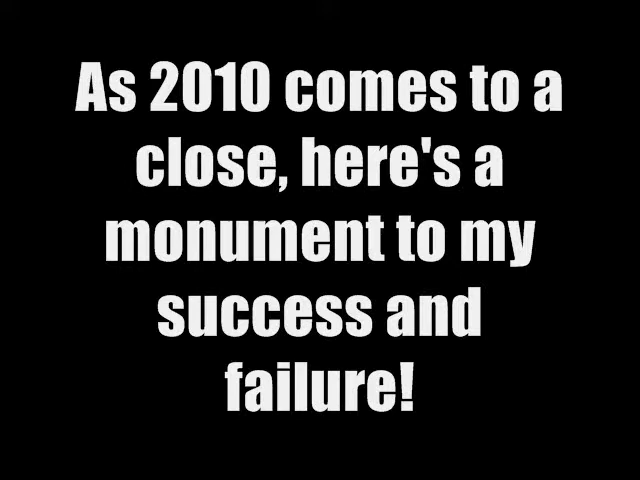 As 2010 comes to a
close, here's a
monument to my
success and
failure!